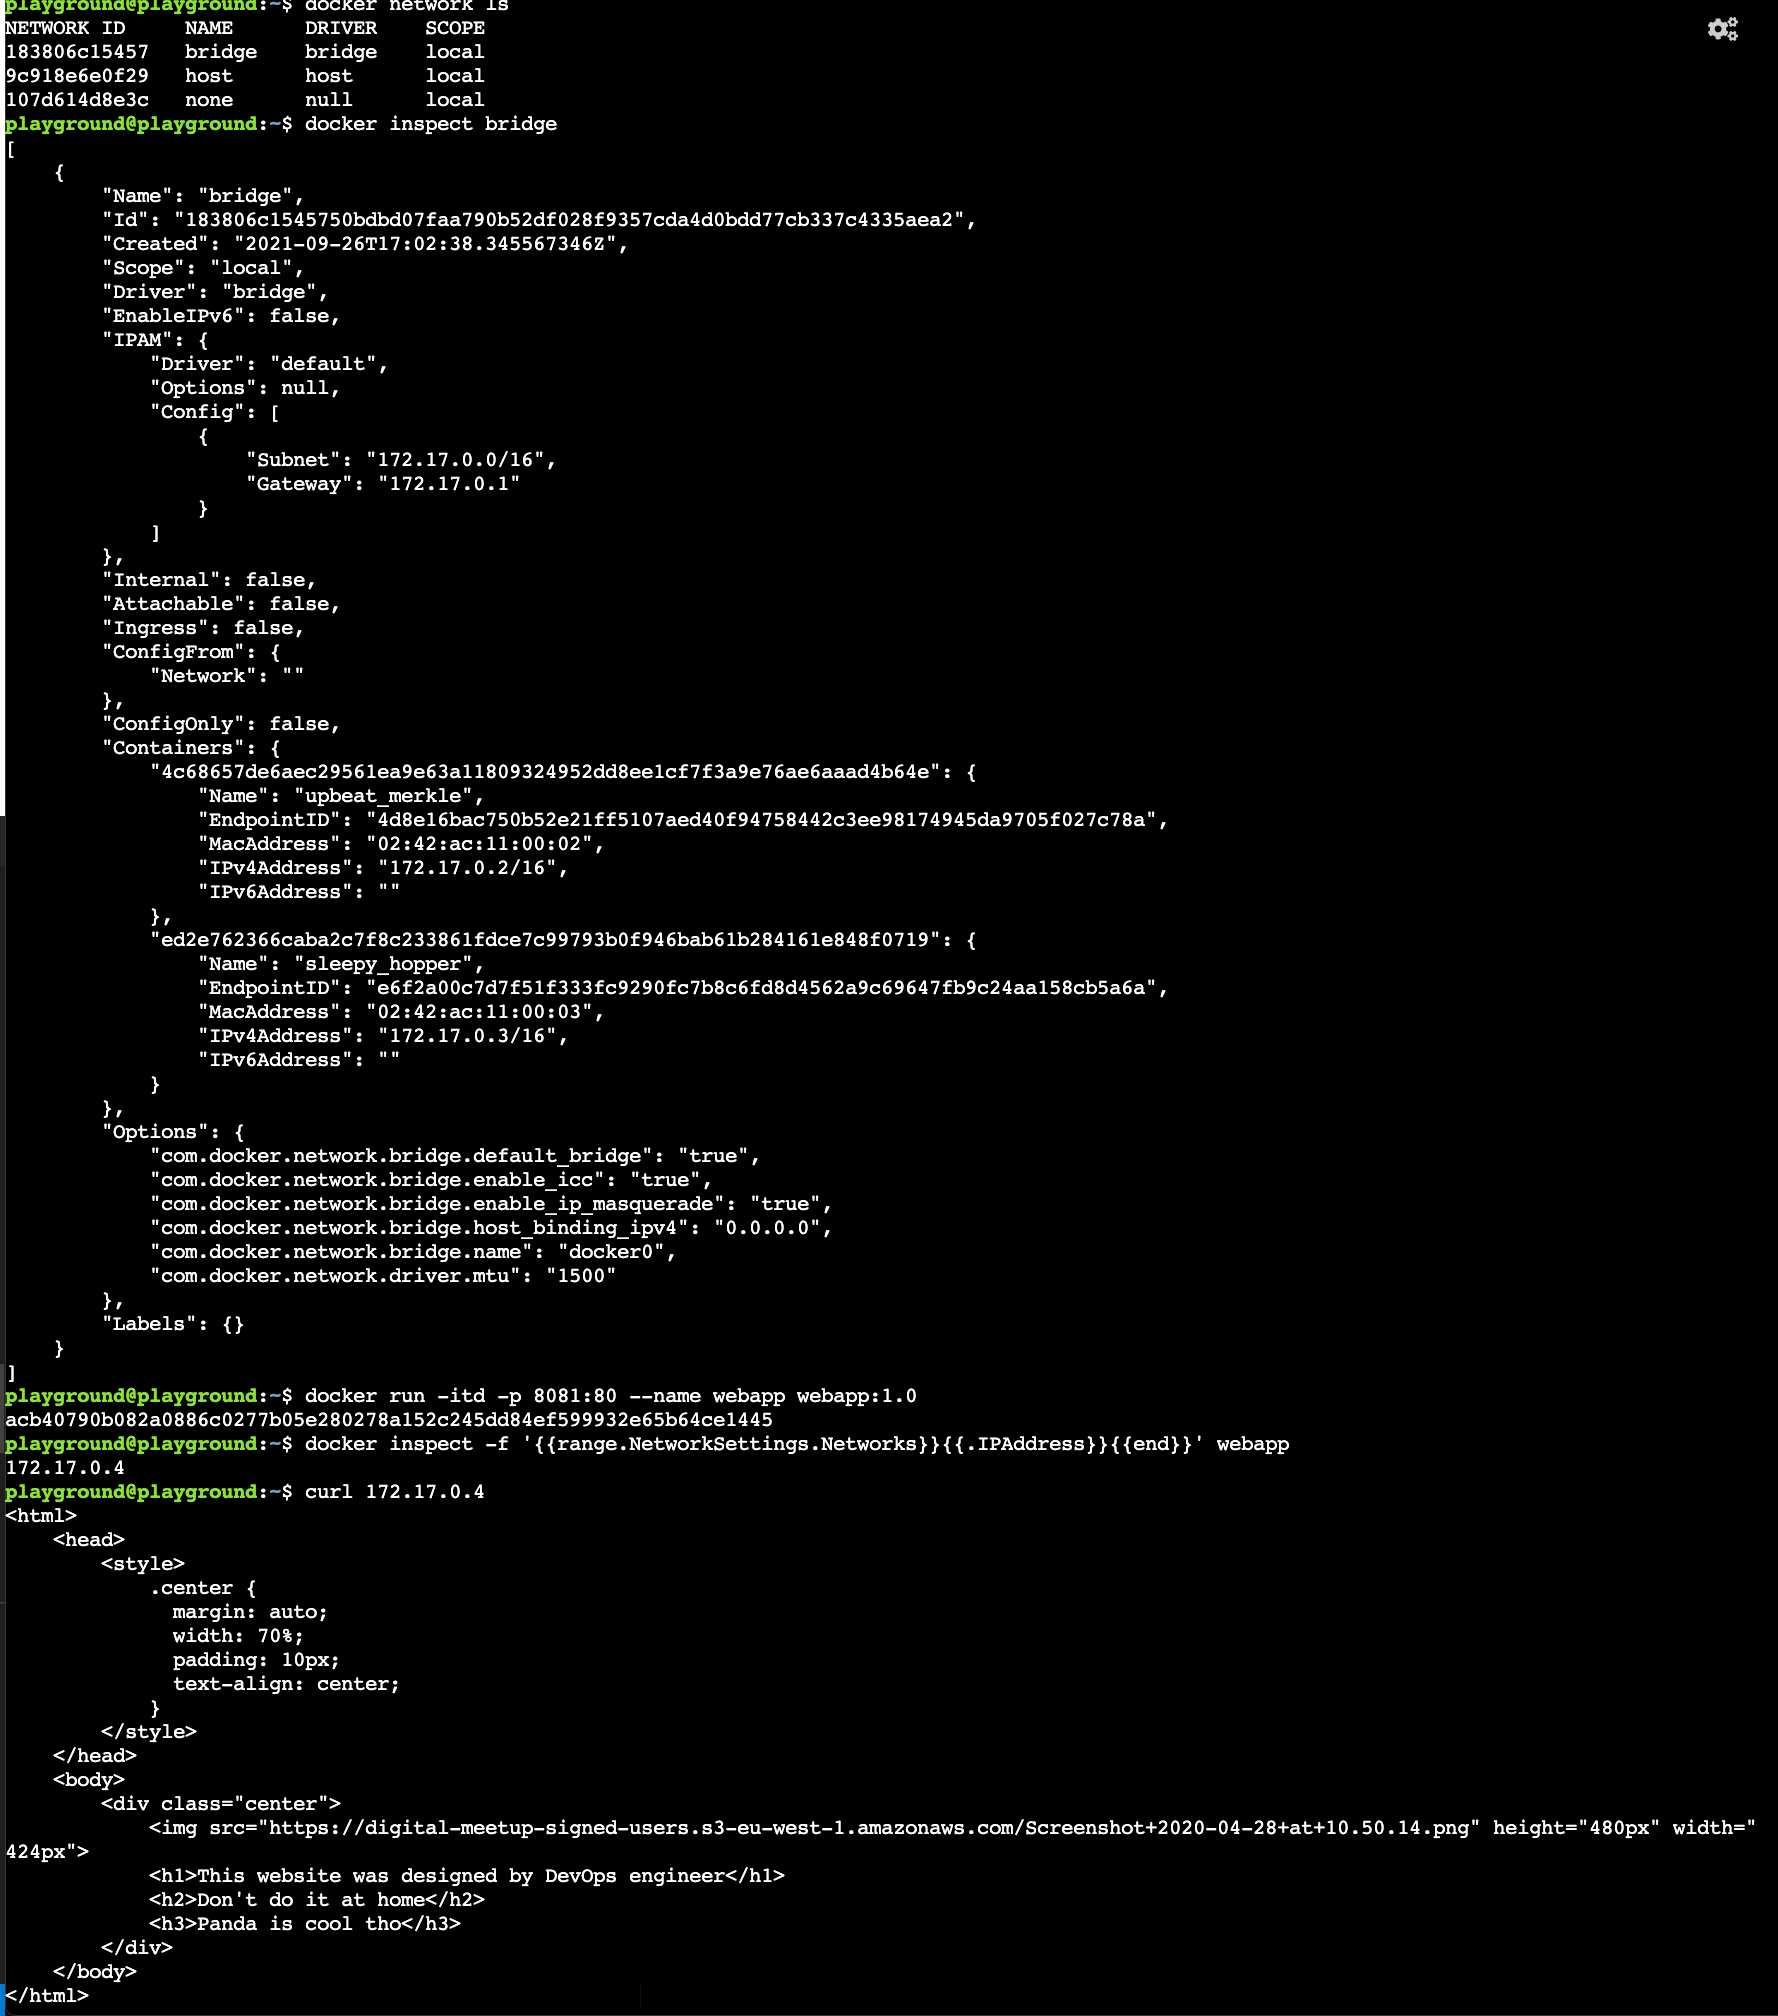 playground@playground:~$ docker network ls
NETWORK ID     NAME      DRIVER    SCOPE
183806c15457   bridge    bridge    local
9c918e6e0f29   host      host      local
107d614d8e3c   none      null      local
playground@playground:~$ docker inspect bridge
[
    {
        "Name": "bridge",
        "Id": "183806c1545750bdbd07faa790b52df028f9357cda4d0bdd77cb337c4335aea2",
        "Created": "2021-09-26T17:02:38.345567346Z",
        "Scope": "local",
        "Driver": "bridge",
        "EnableIPv6": false,
        "IPAM": {
            "Driver": "default",
            "Options": null,
            "Config": [
                {
                    "Subnet": "172.17.0.0/16",
                    "Gateway": "172.17.0.1"
                }
            ]
        },
        "Internal": false,
        "Attachable": false,
        "Ingress": false,
        "ConfigFrom": {
            "Network": ""
        },
        "ConfigOnly": false,
        "Containers": {
            "4c68657de6aec29561ea9e63a11809324952dd8ee1cf7f3a9e76ae6aaad4b64e": {
                "Name": "upbeat_merkle",
                "EndpointID": "4d8e16bac750b52e21ff5107aed40f94758442c3ee98174945da9705f027c78a",
                "MacAddress": "02:42:ac:11:00:02",
                "IPv4Address": "172.17.0.2/16",
                "IPv6Address": ""
            },
            "ed2e762366caba2c7f8c233861fdce7c99793b0f946bab61b284161e848f0719": {
                "Name": "sleepy_hopper",
                "EndpointID": "e6f2a00c7d7f51f333fc9290fc7b8c6fd8d4562a9c69647fb9c24aa158cb5a6a",
                "MacAddress": "02:42:ac:11:00:03",
                "IPv4Address": "172.17.0.3/16",
                "IPv6Address": ""
            }
        },
        "Options": {
            "com.docker.network.bridge.default_bridge": "true",
            "com.docker.network.bridge.enable_icc": "true",
            "com.docker.network.bridge.enable_ip_masquerade": "true",
            "com.docker.network.bridge.host_binding_ipv4": "0.0.0.0",
            "com.docker.network.bridge.name": "docker0",
            "com.docker.network.driver.mtu": "1500"
        },
        "Labels": {}
    }
]
playground@playground:~$ docker run -itd -p 8081:80 --name webapp webapp:1.0
acb40790b082a0886c0277b05e280278a152c245dd84ef599932e65b64ce1445
playground@playground:~$ docker inspect -f '{{range.NetworkSettings.Networks}}{{.IPAddress}}{{end}}' webapp
172.17.0.4
playground@playground:~$ curl 172.17.0.4
<html>
    <head>
        <style>
            .center {
              margin: auto;
              width: 70%;
              padding: 10px;
              text-align: center;
            }
        </style>
    </head>
    <body>
        <div class="center">
            <img src="https://digital-meetup-signed-users.s3-eu-west-1.amazonaws.com/Screenshot+2020-04-28+at+10.50.14.png" height="480px" width="
424px">
            <h1>This website was designed by DevOps engineer</h1>
            <h2>Don't do it at home</h2>
            <h3>Panda is cool tho</h3>
        </div>
    </body>
</html>